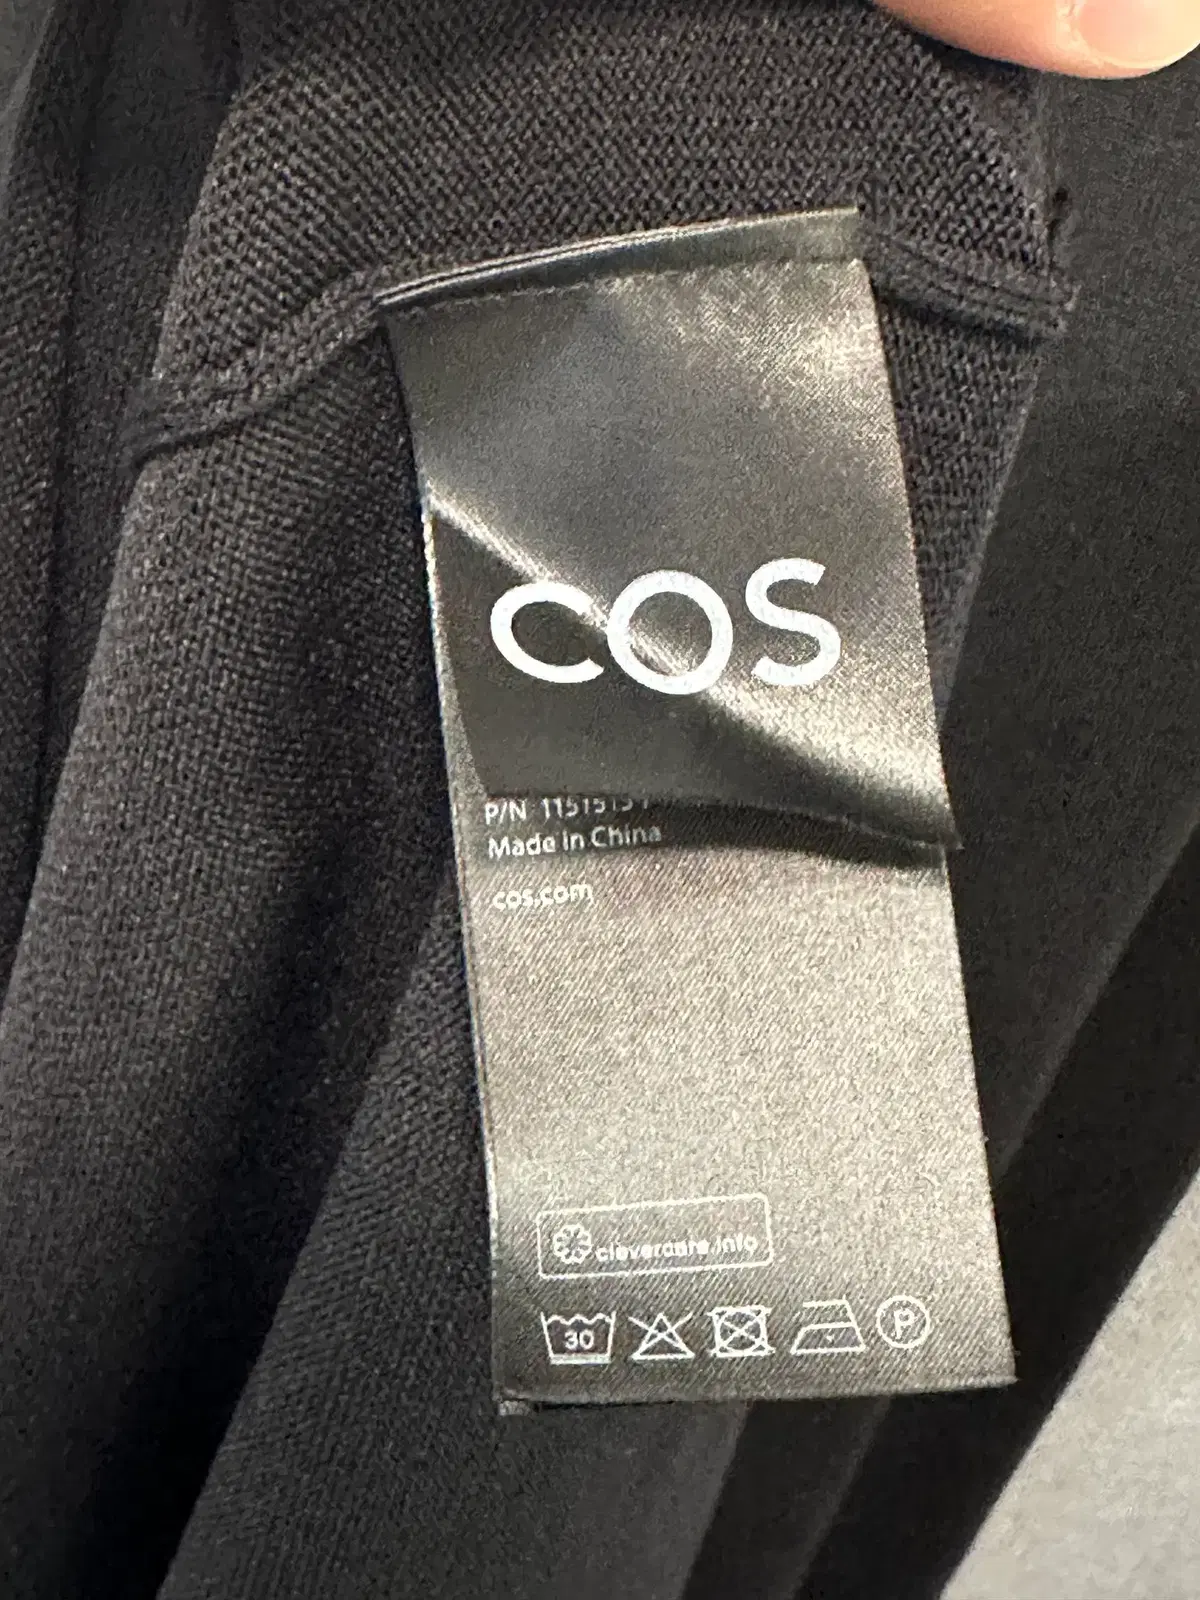 COS
P/N
Made in China
cos.com
clevercare.info
30
P